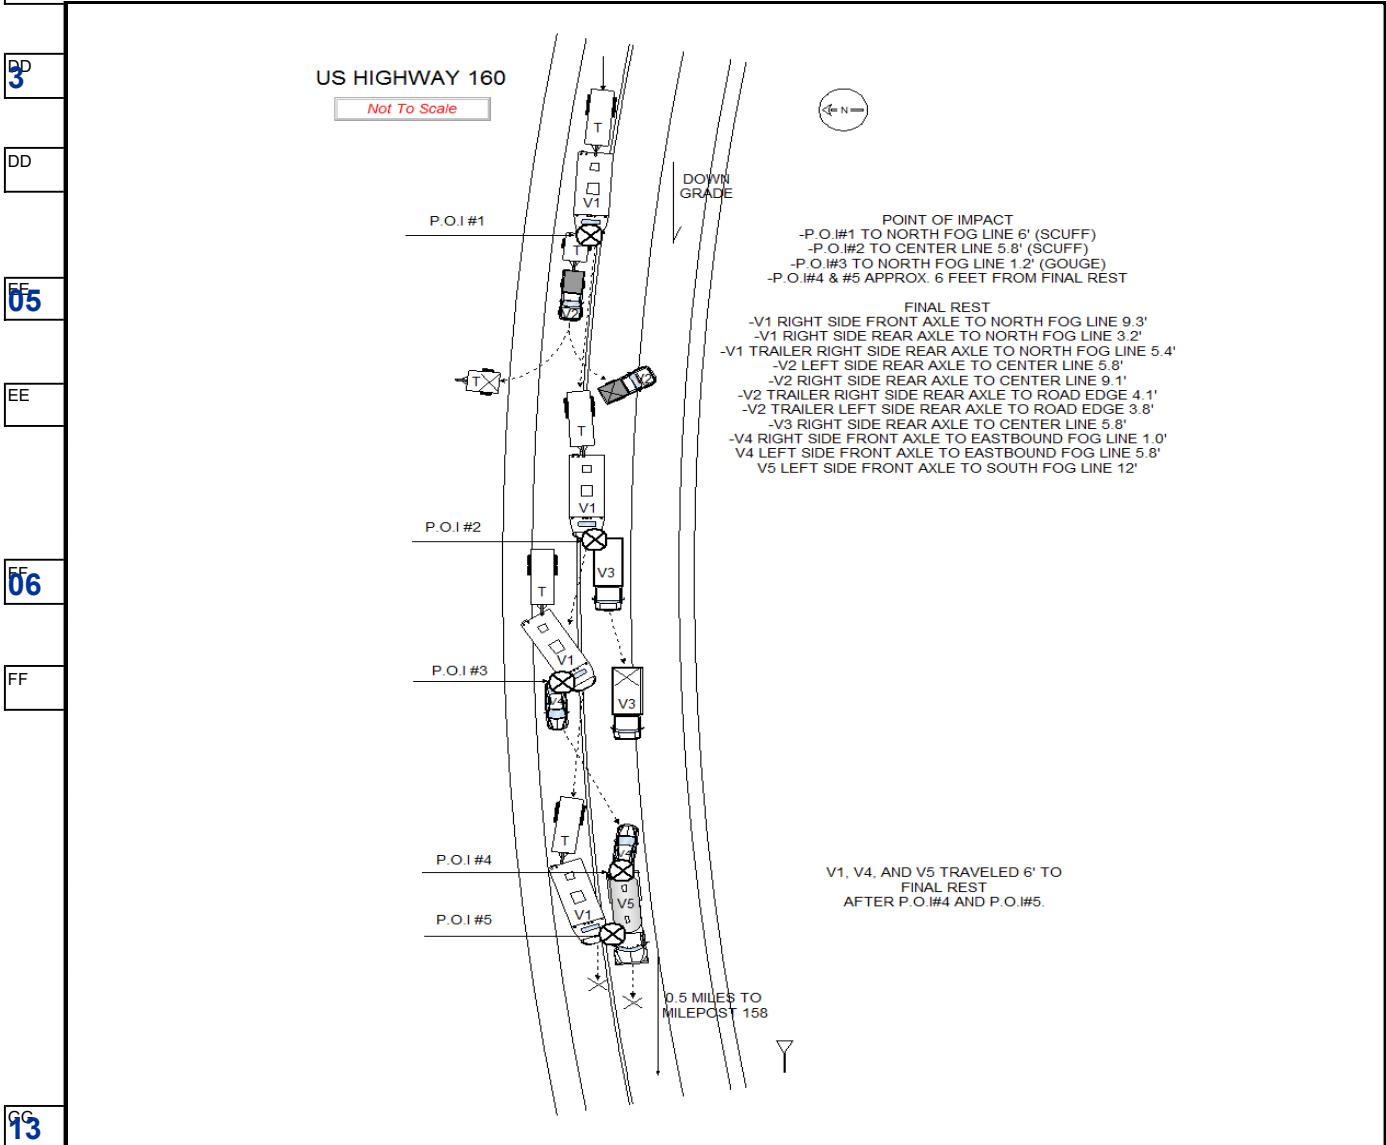 DD
3
US HIGHWAY 160
Not To Scale
N
T
DD
DOWN
GRADE
V1
P.O.I #1
T
POINT OF IMPACT
-P.O.I#1 TO NORTH FOG LINE 6' (SCUFF)
-P.O.I#2 TO CENTER LINE 5.8' (SCUFF)
-P.O.I#3 TO NORTH FOG LINE 1.2' (GOUGE)
-P.O.I#4 & #5 APPROX. 6 FEET FROM FINAL REST
EE
05
V2
FINAL REST
-V1 RIGHT SIDE FRONT AXLE TO NORTH FOG LINE 9.3'
-V1 RIGHT SIDE REAR AXLE TO NORTH FOG LINE 3.2'
-V1 TRAILER RIGHT SIDE REAR AXLE TO NORTH FOG LINE 5.4'
-V2 LEFT SIDE REAR AXLE TO CENTER LINE 5.8'
-V2 RIGHT SIDE REAR AXLE TO CENTER LINE 9.1'
-V2 TRAILER RIGHT SIDE REAR AXLE TO ROAD EDGE 4.1'
-V2 TRAILER LEFT SIDE REAR AXLE TO ROAD EDGE 3.8'
-V3 RIGHT SIDE REAR AXLE TO CENTER LINE 5.8'
-V4 RIGHT SIDE FRONT AXLE TO EASTBOUND FOG LINE 1.0'
V4 LEFT SIDE FRONT AXLE TO EASTBOUND FOG LINE 5.8'
V5 LEFT SIDE FRONT AXLE TO SOUTH FOG LINE 12'
T
V2
EE
T
V1
P.O.I #2
FF
06
V3
T
V1
P.O.I #3
FF
V4
V3
T
V4
P.O.I #4
V5
V1
P.O.I #5
V1, V4, AND V5 TRAVELED 6' TO
FINAL REST
AFTER P.O.I#4 AND P.O.I#5.
0.5 MILES TO
MILEPOST 158
GG
13